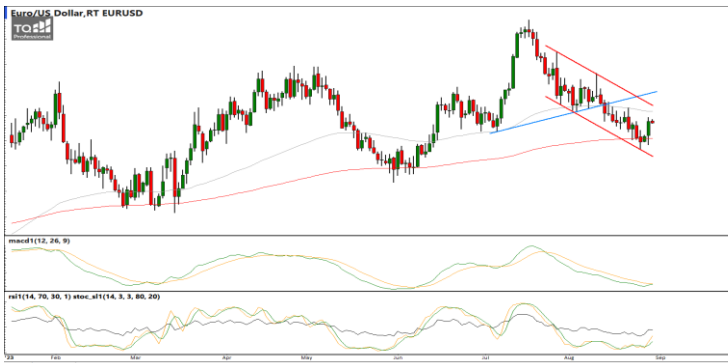 Euro/US Dollar,RT EURUSD
TQ
Professional
macd1(12, 26, 9)
rsi1(14, 70, 30, 1) stoc_sl1(14, 3, 3, 80, 20)
'23 Feb Mar Apr May Jun Jul Aug Sep